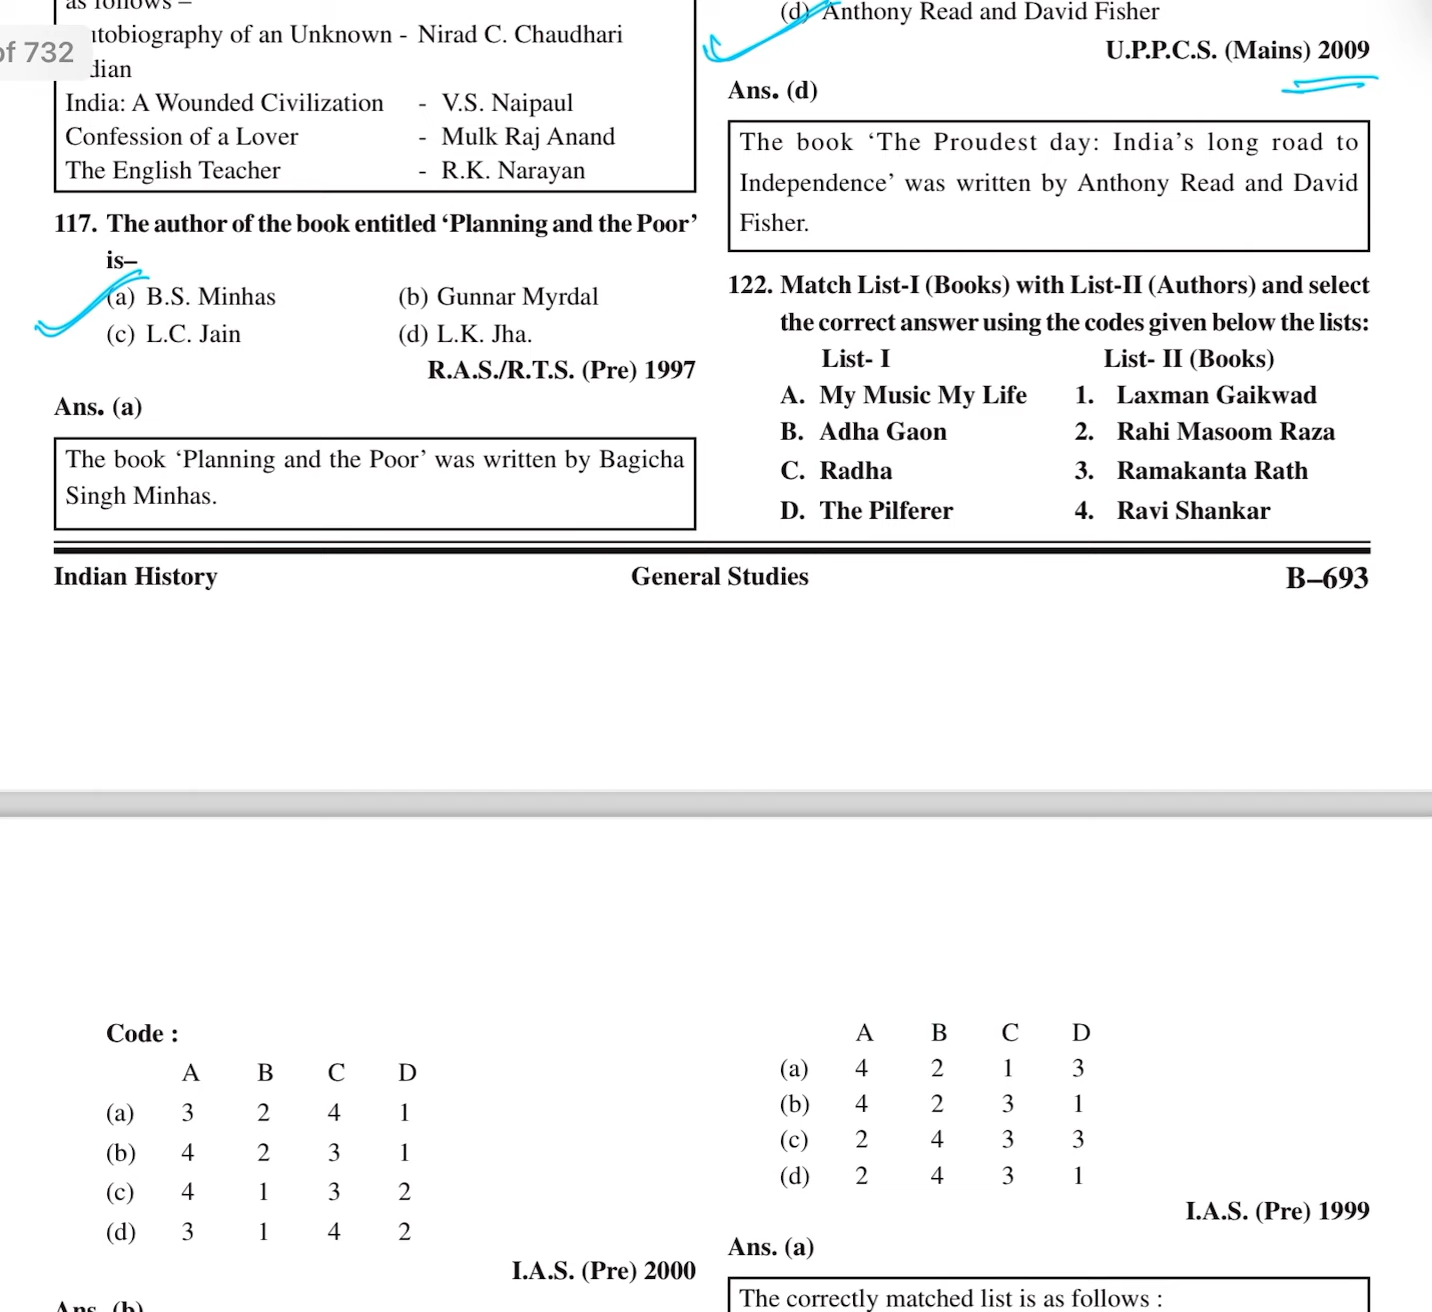 as follows –
utobiography of an Unknown - Nirad C. Chaudhari
of 732
dian
India: A Wounded Civilization - V.S. Naipaul
Confession of a Lover - Mulk Raj Anand
The English Teacher - R.K. Narayan
117. The author of the book entitled ‘Planning and the Poor’
is–
(a) B.S. Minhas (b) Gunnar Myrdal
(c) L.C. Jain (d) L.K. Jha.
R.A.S./R.T.S. (Pre) 1997
Ans. (a)
The book ‘Planning and the Poor’ was written by Bagicha
Singh Minhas.
(d) Anthony Read and David Fisher
U.P.P.C.S. (Mains) 2009
Ans. (d)
The book ‘The Proudest day: India’s long road to
Independence’ was written by Anthony Read and David
Fisher.
122. Match List-I (Books) with List-II (Authors) and select
the correct answer using the codes given below the lists:
List- I List- II (Books)
A. My Music My Life 1. Laxman Gaikwad
B. Adha Gaon 2. Rahi Masoom Raza
C. Radha 3. Ramakanta Rath
D. The Pilferer 4. Ravi Shankar
Indian History General Studies B–693
Code :
A B C D
(a) 3 2 4 1
(b) 4 2 3 1
(c) 4 1 3 2
(d) 3 1 4 2
I.A.S. (Pre) 2000
Ans. (b)
A B C D
(a) 4 2 1 3
(b) 4 2 3 1
(c) 2 4 3 3
(d) 2 4 3 1
I.A.S. (Pre) 1999
Ans. (a)
The correctly matched list is as follows :